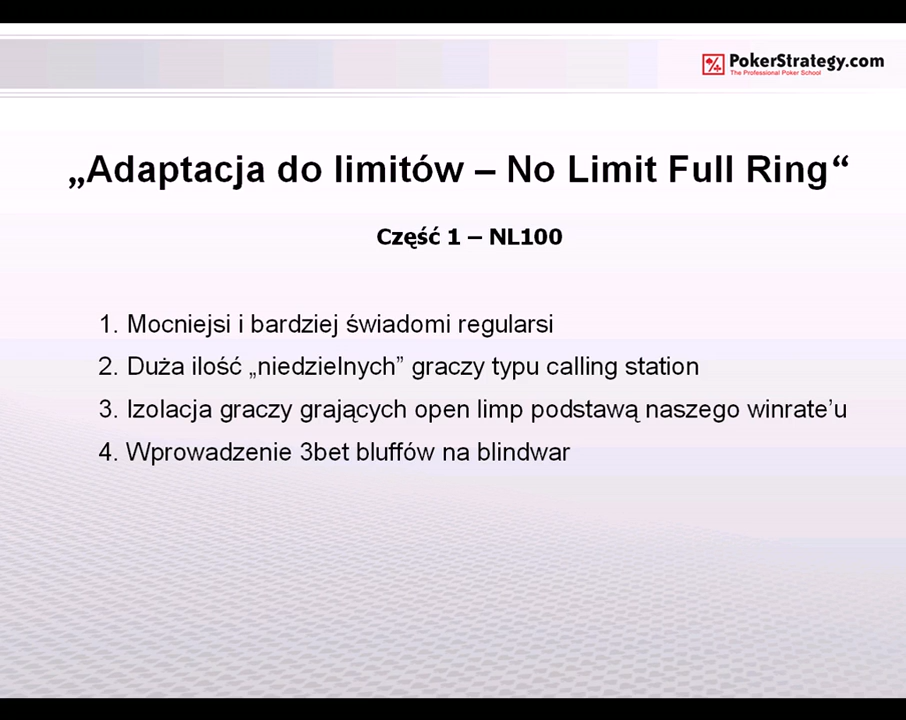 PokerStrategy.com
The Professional Poker School
„Adaptacja do limitów – No Limit Full Ring“
Część 1 – NL100
1. Mocniejsi i bardziej świadomi regularsi
2. Duża ilość „niedzielnych” graczy typu calling station
3. Izolacja graczy grających open limp podstawą naszego winrate'u
4. Wprowadzenie 3bet bluffów na blindwar